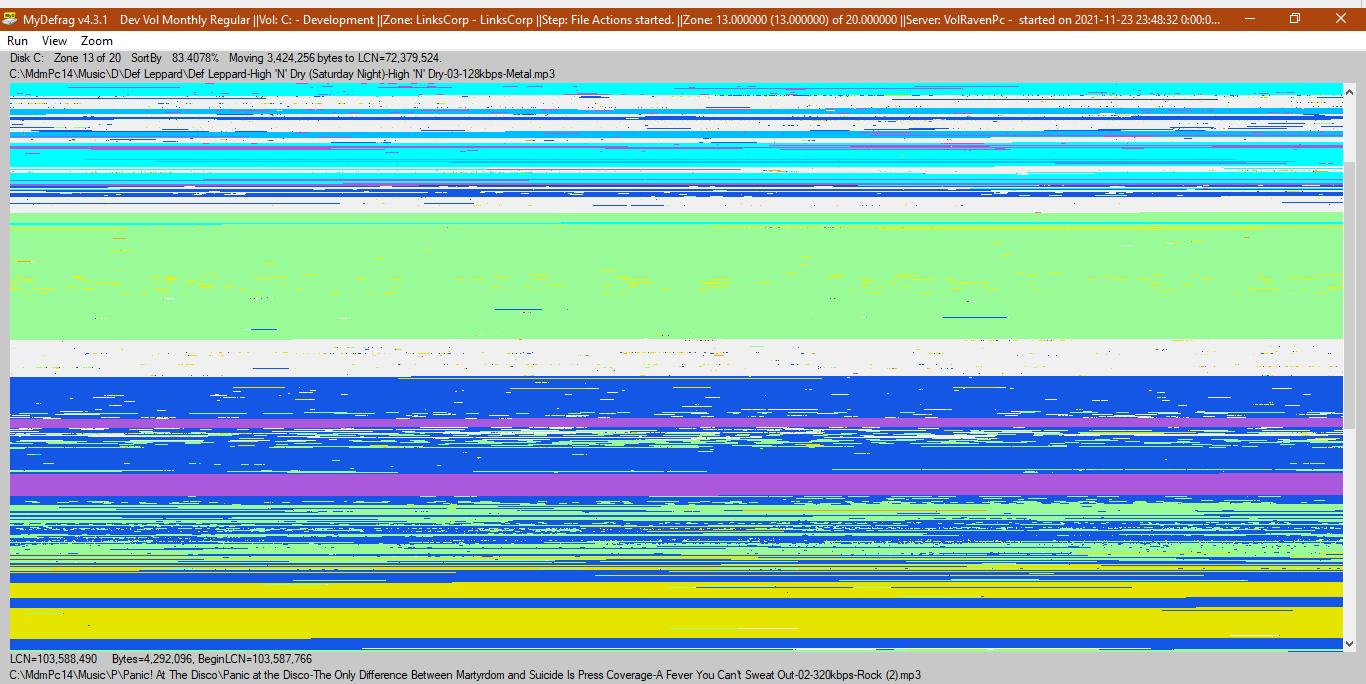 MyDefrag v4.3.1 Dev Vol Monthly Regular ||Vol: C: - Development ||Zone: LinksCorp - LinksCorp ||Step: File Actions started. ||Zone: 13.000000 (13.000000) of 20.000000 ||Server: VolRavenPc - started on 2021-11-23 23:48:32 0:00:0...
Run View Zoom
Disk C: Zone 13 of 20 SortBy 83.4078% Moving 3,424,256 bytes to LCN=72,379,524.
C:\MdmPc14\Music\D\Def Leppard\Def Leppard-High 'N' Dry (Saturday Night)-High 'N' Dry-03-128kbps-Metal.mp3
LCN=103,588,490 Bytes=4,292,096, BeginLCN=103,587,766
C:\MdmPc14\Music\P\Panic! At The Disco\Panic at the Disco-The Only Difference Between Martyrdom and Suicide Is Press Coverage-A Fever You Can't Sweat Out-02-320kbps-Rock (2).mp3